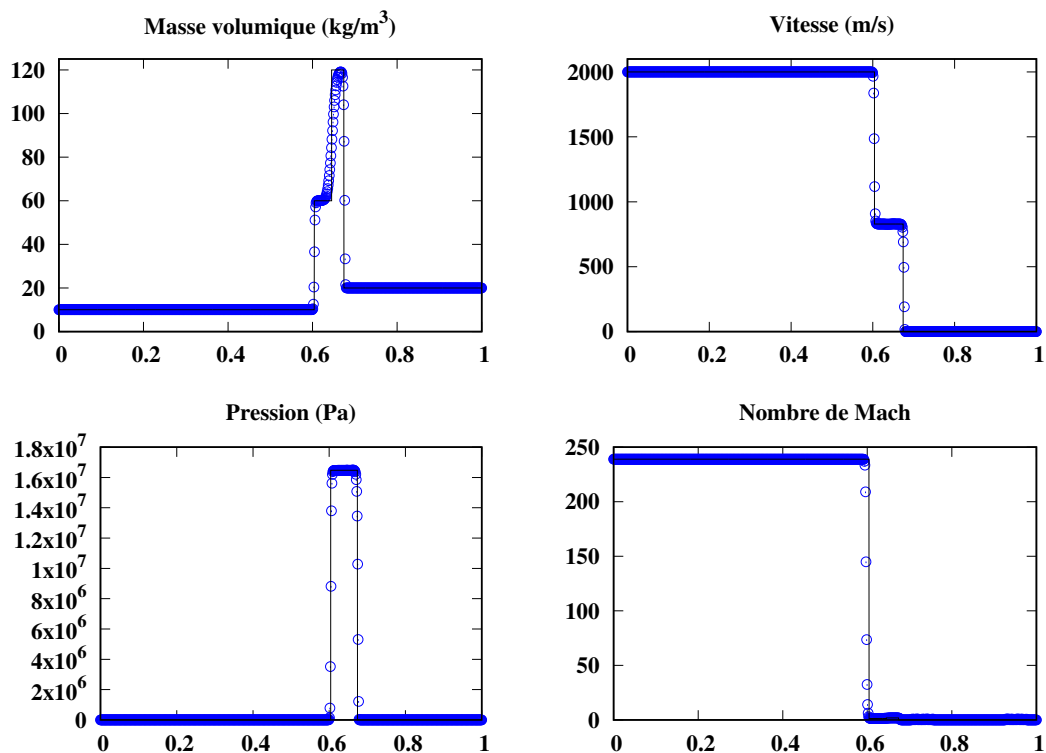 Masse volumique (kg/m³)
120
100
80
60
40
20
0
0 0.2 0.4 0.6 0.8 1
Vitesse (m/s)
2000
1500
1000
500
0
0 0.2 0.4 0.6 0.8 1
Pression (Pa)
1.8x10⁷
1.6x10⁷
1.4x10⁷
1.2x10⁷
1x10⁷
8x10⁶
6x10⁶
4x10⁶
2x10⁶
0
0 0.2 0.4 0.6 0.8 1
Nombre de Mach
250
200
150
100
50
0
0 0.2 0.4 0.6 0.8 1